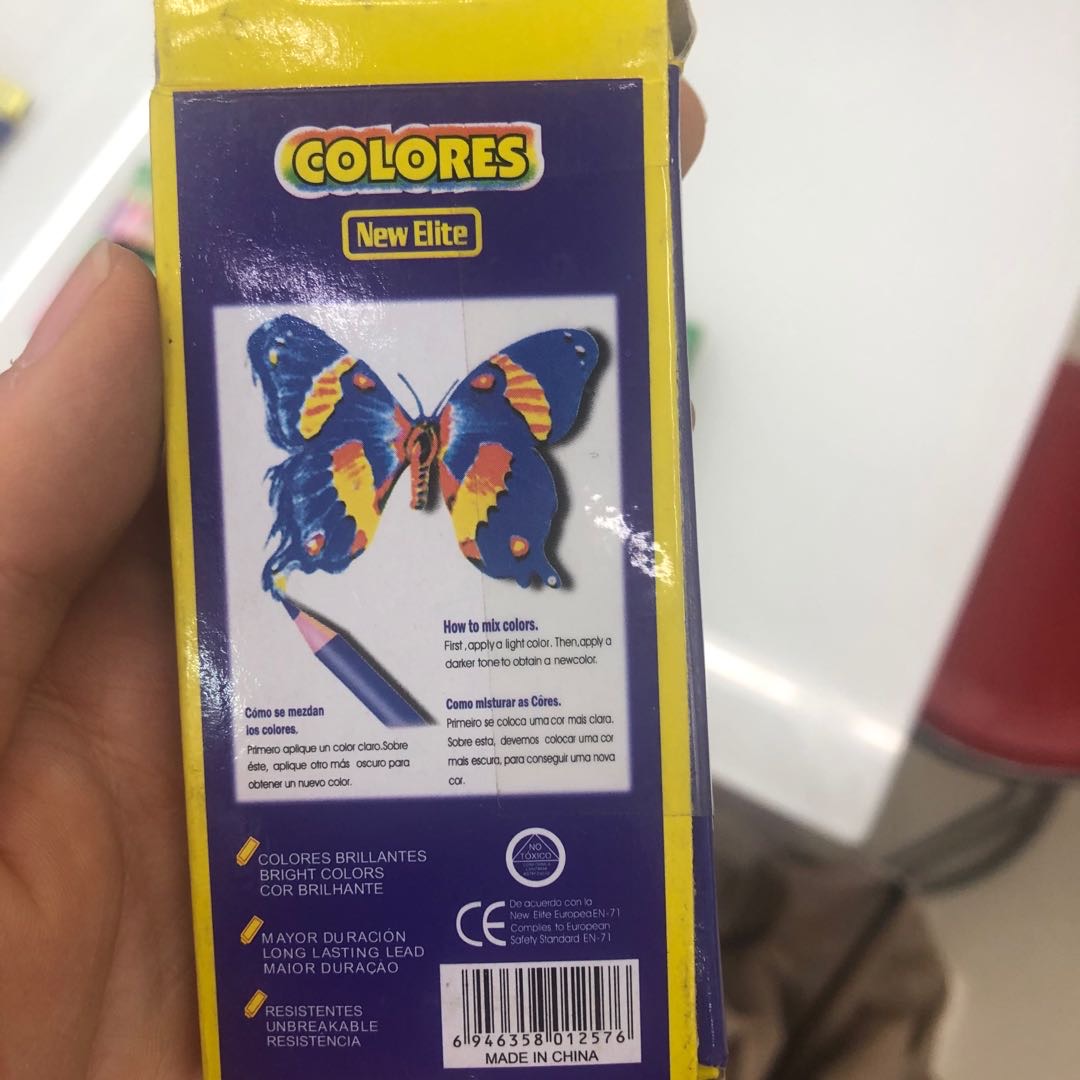 COLORES
New Elite
How to mix colors.
First ,apply a light color. Then,apply a
darker tone to obtain a newcolor.
Cómo se mezdan
los colores.
Primero aplique un color claro.Sobre
éste, aplique otro más oscuro para
obtener un nuevo color.
Como misturar as Côres.
Primeiro se coloca uma cor mais clara.
Sobre esta, devemos colocar uma cor
mais escura, para conseguir uma nova
cor.
COLORES BRILLANTES
BRIGHT COLORS
COR BRILHANTE
MAYOR DURACIÓN
LONG LASTING LEAD
MAIOR DURAÇÀO
RESISTENTES
UNBREAKABLE
RESISTENCIA
NO
TÓXICO
CE
De acuerdo con la
New Elite EuropeaEN-71
Complies to European
Safety Standard EN-71
6 946358 012576
MADE IN CHINA